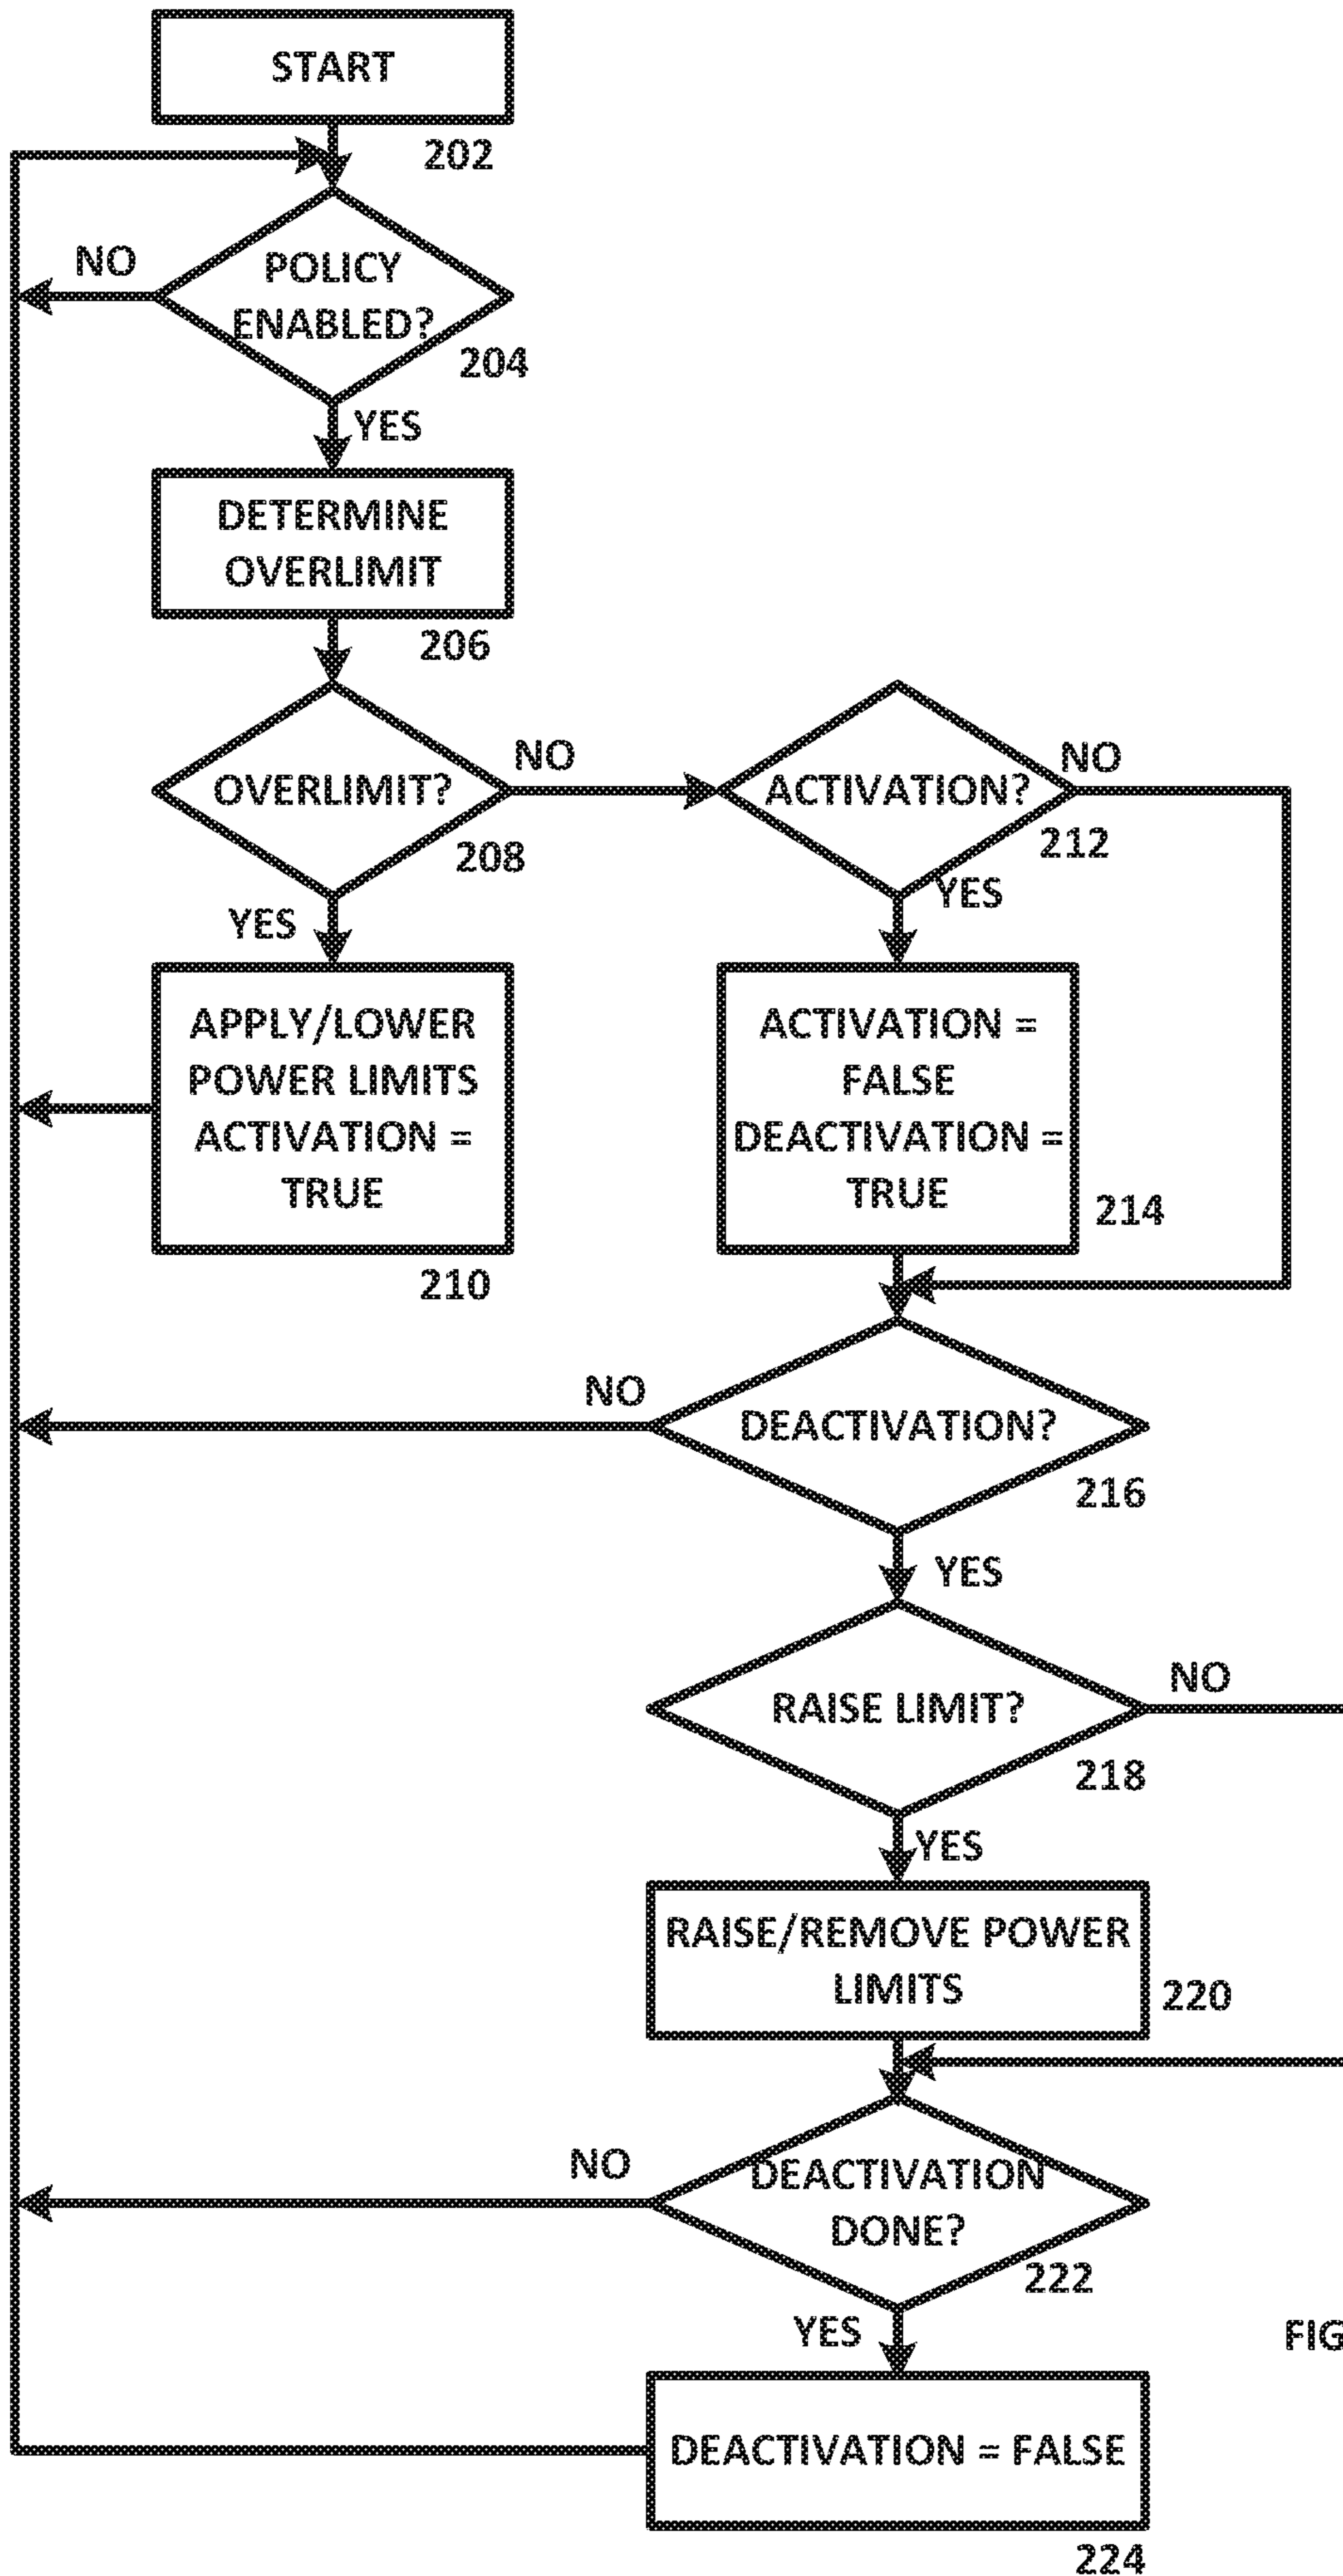 START
202
NO
POLICY
ENABLED?
204
YES
DETERMINE
OVERLIMIT
206
OVERLIMIT?
NO
208
YES
ACTIVATION?
NO
212
YES
APPLY/LOWER
POWER LIMITS
ACTIVATION =
TRUE
210
ACTIVATION =
FALSE
DEACTIVATION =
TRUE
214
NO
DEACTIVATION?
216
YES
RAISE LIMIT?
NO
218
YES
RAISE/REMOVE POWER
LIMITS
220
NO
DEACTIVATION
DONE?
222
YES
FIG
DEACTIVATION = FALSE
224